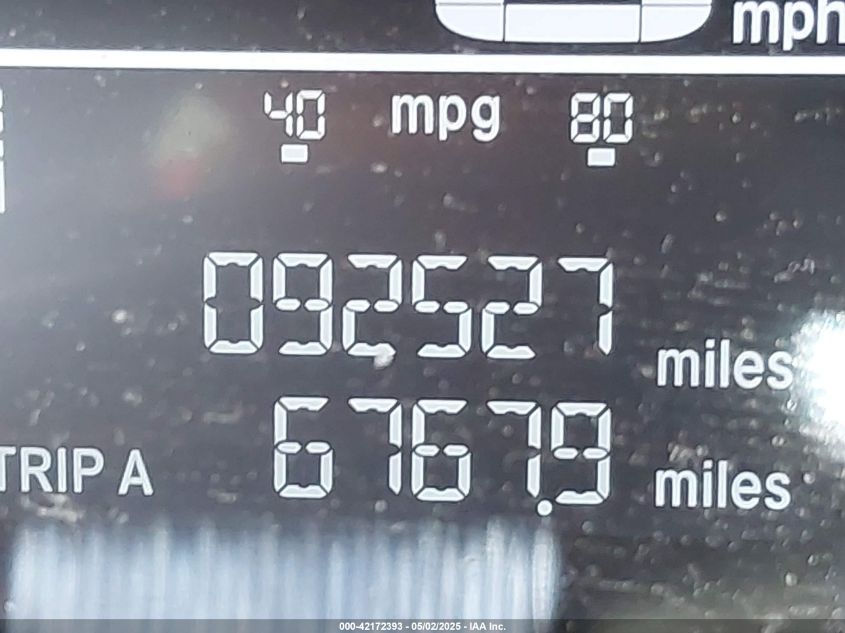 mph
40 mpg 80
092527 miles
TRIP A 6767.9 miles
000-42172393 - 05/02/2025 - IAA Inc.